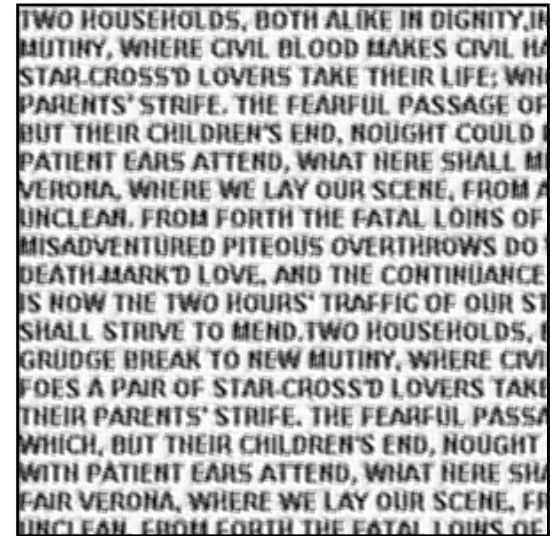 TWO HOUSEHOLDS, BOTH ALIKE IN DIGNITY,IN
MUTINY, WHERE CIVIL BLOOD MAKES CIVIL HA
STAR-CROSS'D LOVERS TAKE THEIR LIFE; WH
PARENTS' STRIFE. THE FEARFUL PASSAGE OF
BUT THEIR CHILDREN'S END, NOUGHT COULD
PATIENT EARS ATTEND, WHAT HERE SHALL MI
VERONA, WHERE WE LAY OUR SCENE, FROM A
UNCLEAN. FROM FORTH THE FATAL LOINS OF
MISADVENTURED PITEOUS OVERTHROWS DO
DEATH-MARK'D LOVE, AND THE CONTINUANCE
IS NOW THE TWO HOURS' TRAFFIC OF OUR ST
SHALL STRIVE TO MEND.TWO HOUSEHOLDS,
GRUDGE BREAK TO NEW MUTINY, WHERE CIVI
FOES A PAIR OF STAR-CROSS'D LOVERS TAKE
THEIR PARENTS' STRIFE. THE FEARFUL PASSA
WHICH, BUT THEIR CHILDREN'S END, NOUGHT
WITH PATIENT EARS ATTEND, WHAT HERE SHA
FAIR VERONA, WHERE WE LAY OUR SCENE, FR
UNCLEAN. FROM FORTH THE FATAL LOINS OF